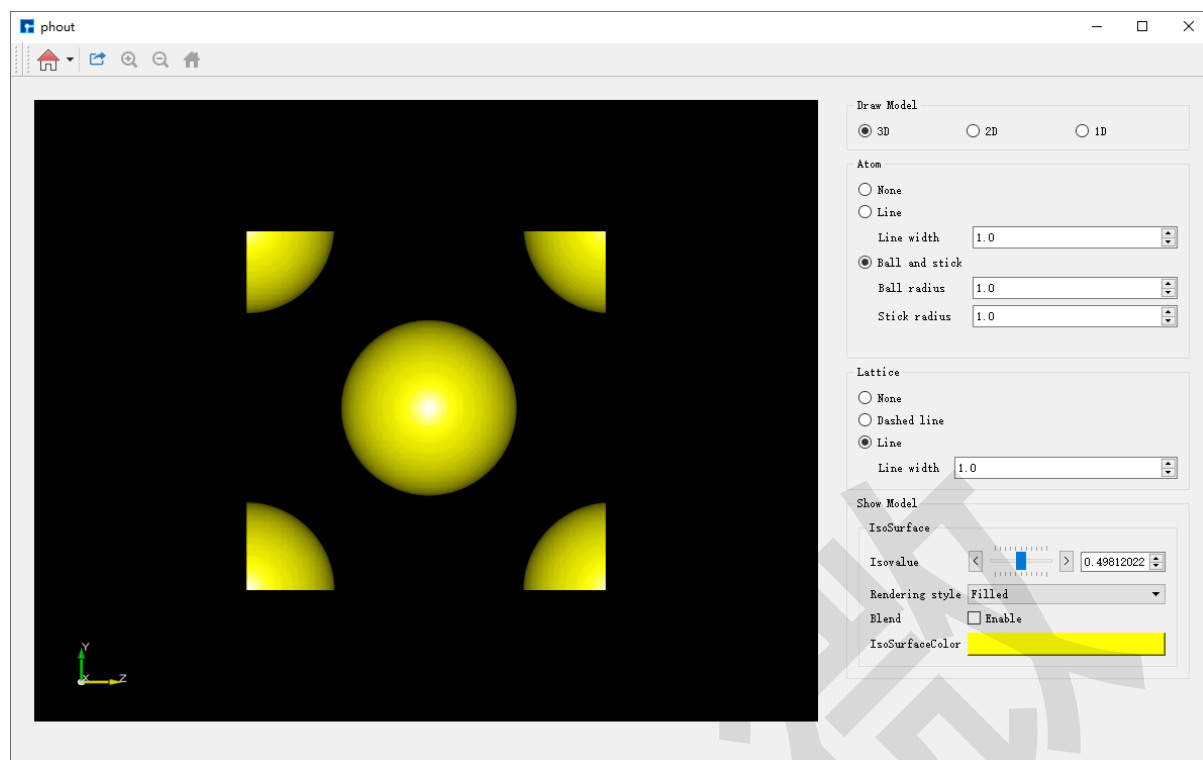 phout
Draw Model
3D 2D 1D
Atom
None
Line
Line width 1.0
Ball and stick
Ball radius 1.0
Stick radius 1.0
Lattice
None
Dashed line
Line
Line width 1.0
Show Model
IsoSurface
Isovalue < > 0.49812022
Rendering style Filled
Blend Enable
IsoSurfaceColor
Y
X Z